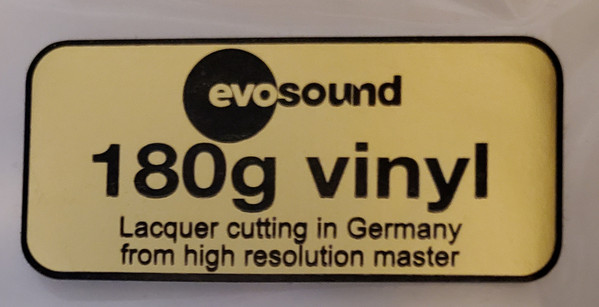 evosound
180g vinyl
Lacquer cutting in Germany
from high resolution master